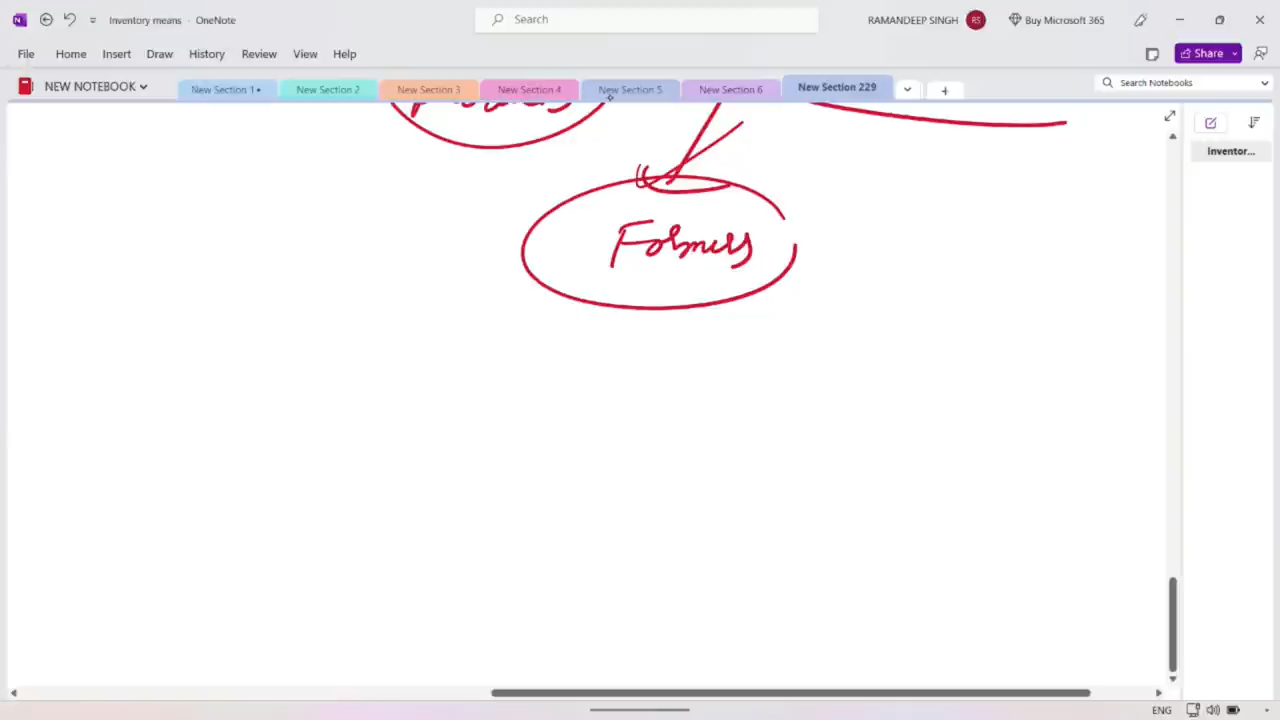 Inventory means - OneNote
Search
RAMANDEEP SINGH
RS
Buy Microsoft 365
File
Home
Insert
Draw
History
Review
View
Help
Share
NEW NOTEBOOK
New Section 1
New Section 2
New Section 3
New Section 4
New Section 5
New Section 6
New Section 229
Search Notebooks
Inventor...
Formers
ENG